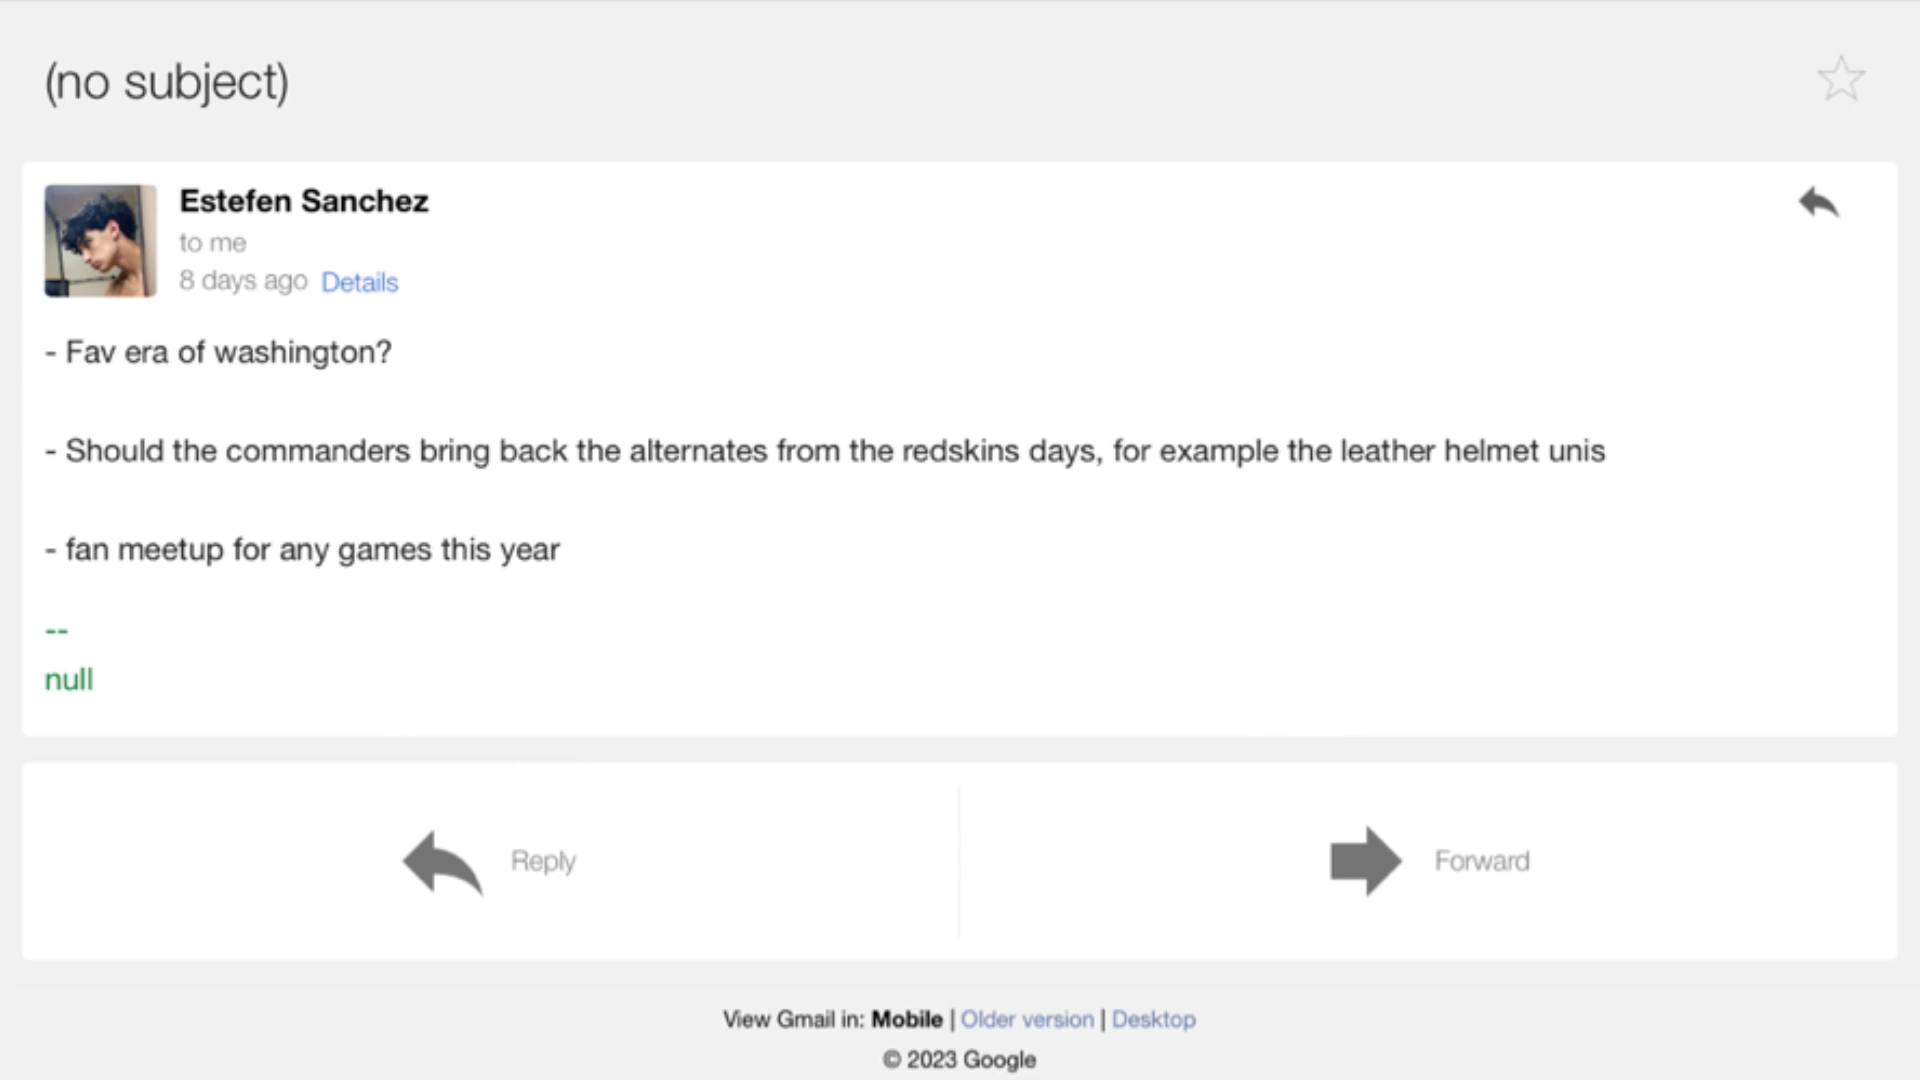 (no subject)
Estefen Sanchez
to me
8 days ago Details
- Fav era of washington?
- Should the commanders bring back the alternates from the redskins days, for example the leather helmet unis
- fan meetup for any games this year
--
null
Reply
Forward
View Gmail in: Mobile | Older version | Desktop
© 2023 Google